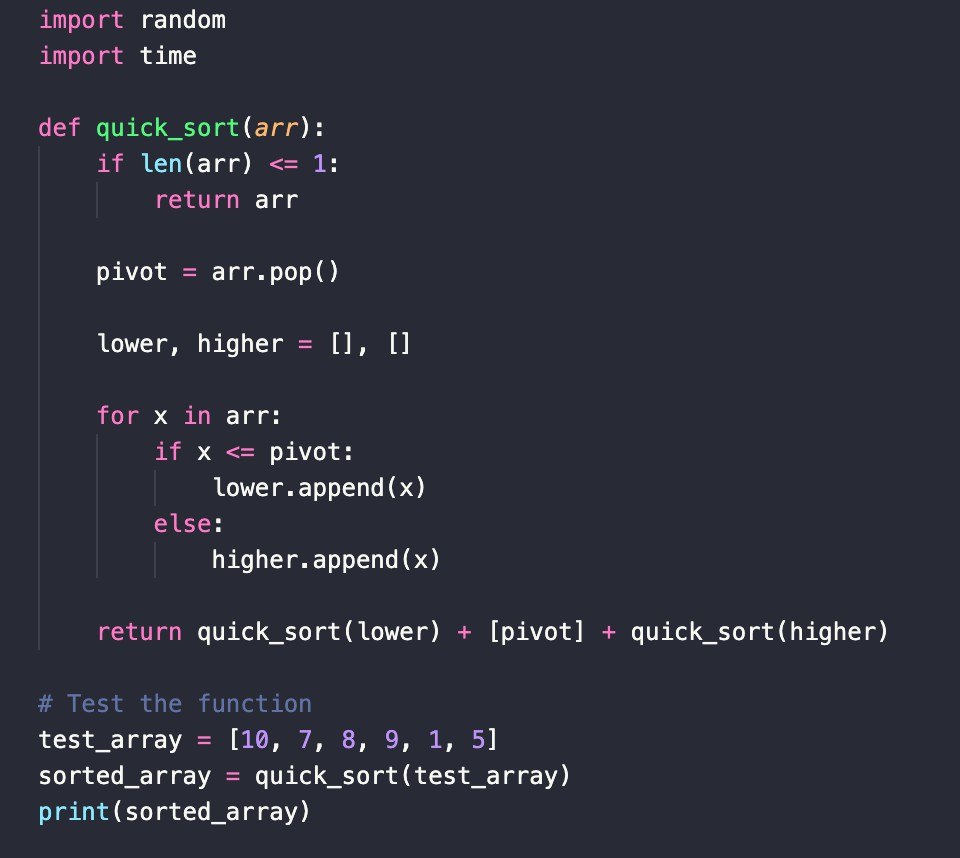 import random
import time

def quick_sort(arr):
    if len(arr) <= 1:
        return arr

    pivot = arr.pop()

    lower, higher = [], []

    for x in arr:
        if x <= pivot:
            lower.append(x)
        else:
            higher.append(x)

    return quick_sort(lower) + [pivot] + quick_sort(higher)

# Test the function
test_array = [10, 7, 8, 9, 1, 5]
sorted_array = quick_sort(test_array)
print(sorted_array)